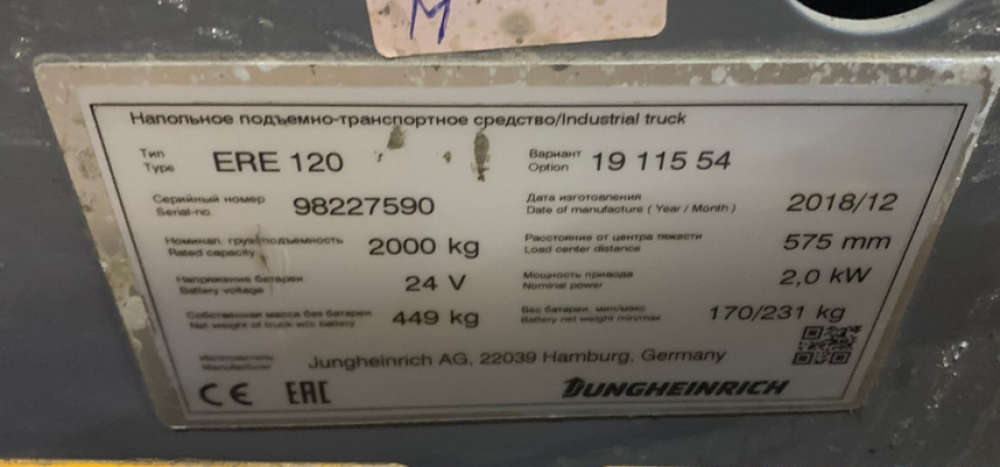 M
Напольное подъемно-транспортное средство/Industrial truck
Тип
Type
ERE 120
Вариант
Option
19 115 54
Серийный номер
Serial-no.
98227590
Дата изготовления
Date of manufacture ( Year / Month )
2018/12
Номинал. грузоподъемность
Rated capacity
2000 kg
Расстояние от центра тяжести
Load center distance
575 mm
Напряжение батареи
Battery voltage
24 V
Мощность привода
Nominal power
2,0 kW
Собственная масса без батареи
Net weight of truck w/o battery
449 kg
Вес батареи. мин/макс
Battery net weight min/max
170/231 kg
Изготовитель
Manufacturer
Jungheinrich AG, 22039 Hamburg, Germany
CE EAC
JUNGHEINRICH